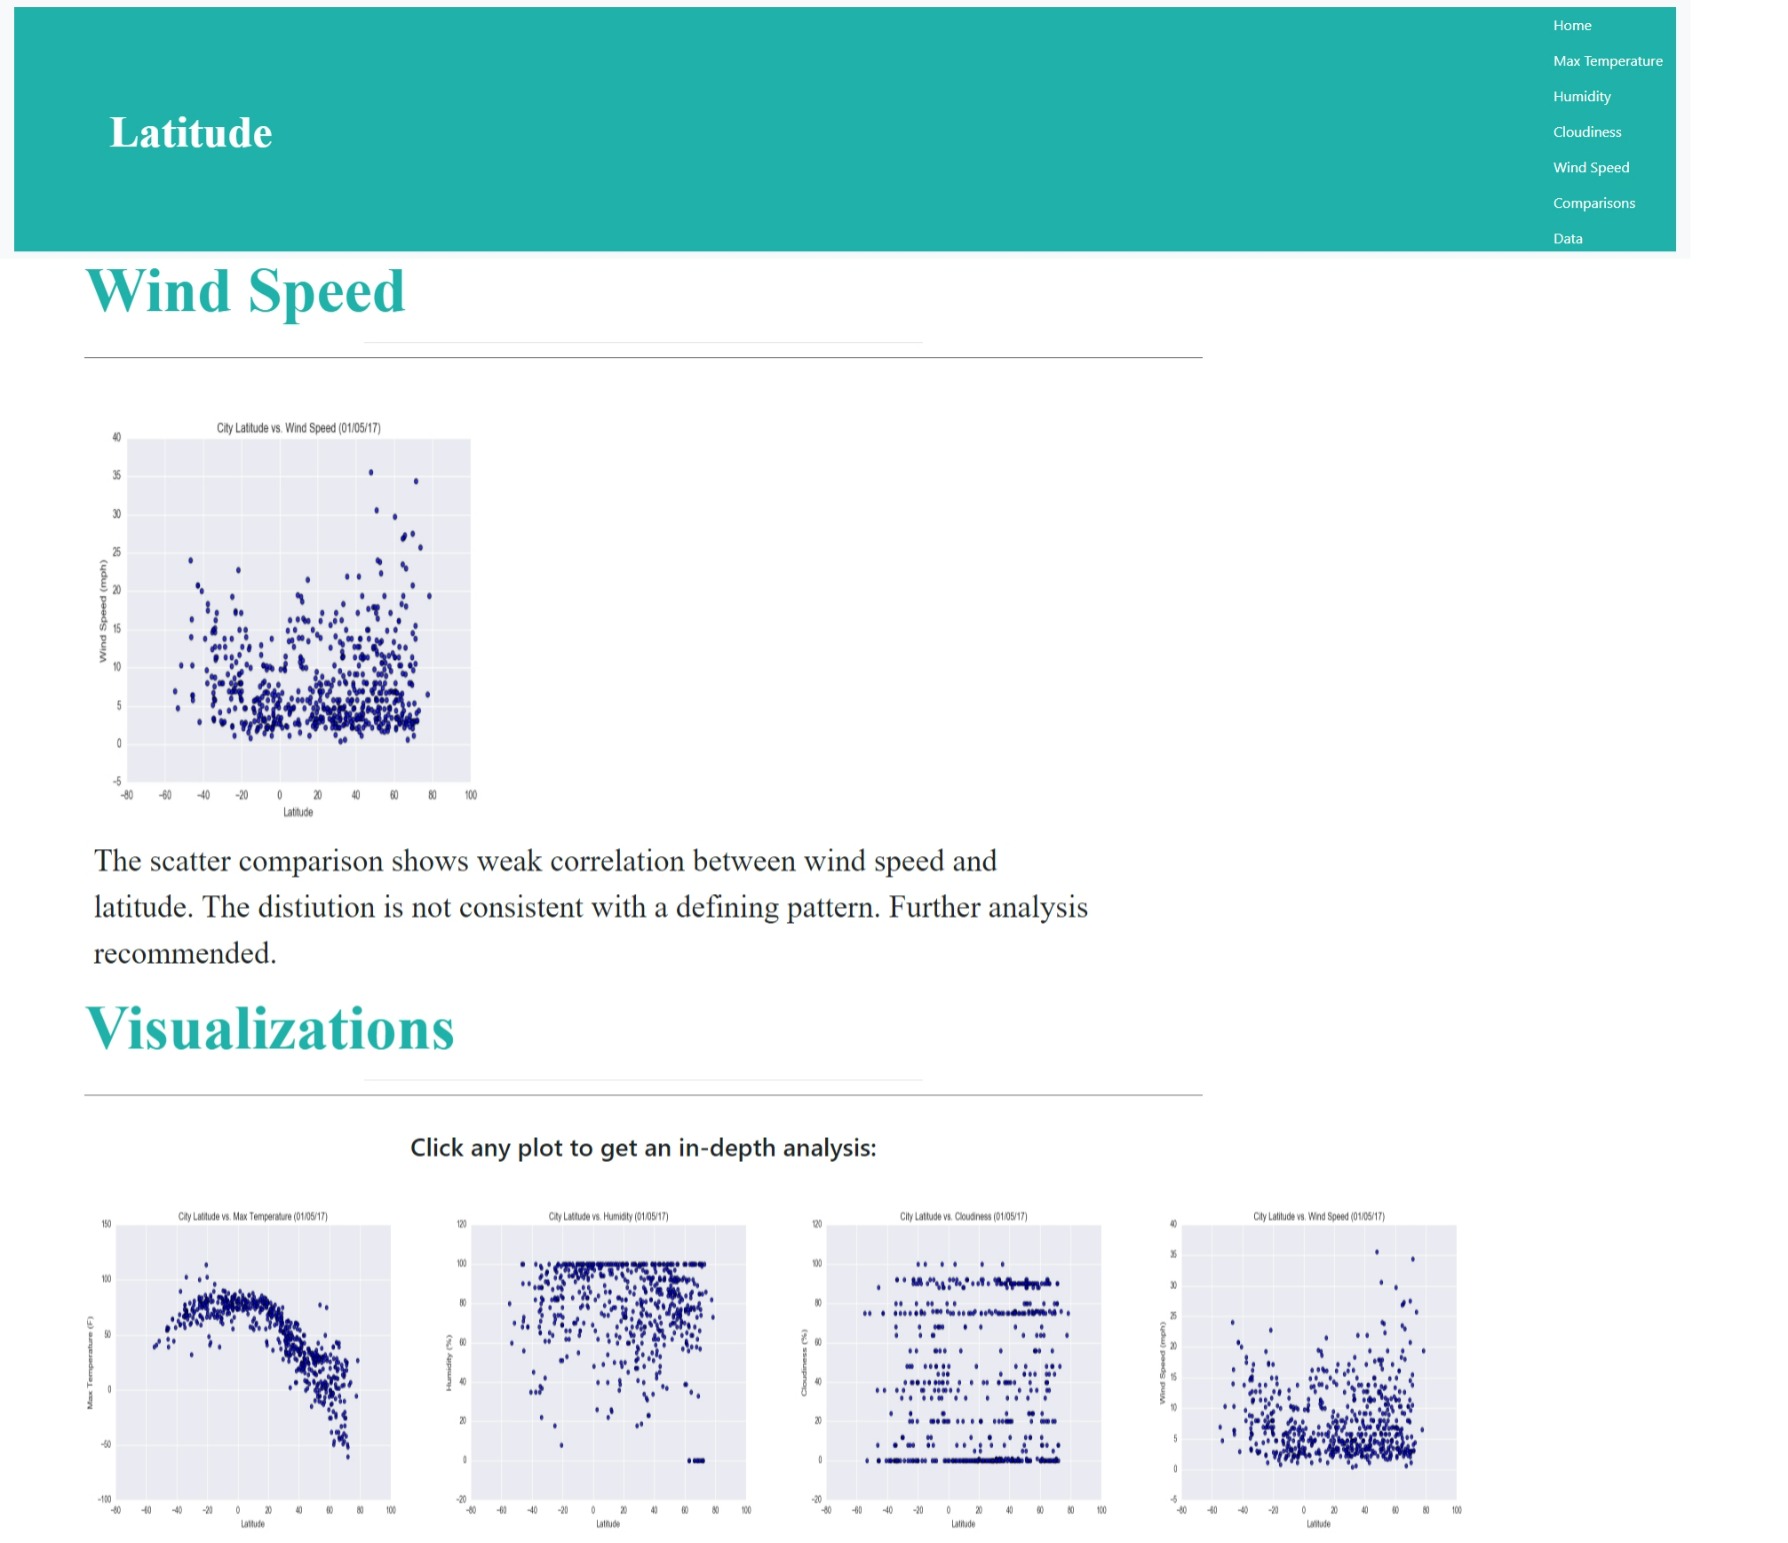 Home
Max Temperature
Humidity
Cloudiness
Wind Speed
Comparisons
Data
Latitude
Wind Speed
City Latitude vs. Wind Speed (01/05/17)
40
35
30
25
20
15
10
5
0
−5
Wind Speed (mph)
−80 −60 −40 −20 0 20 40 60 80 100
Latitude
The scatter comparison shows weak correlation between wind speed and
latitude. The distiution is not consistent with a defining pattern. Further analysis
recommended.
Visualizations
Click any plot to get an in-depth analysis:
City Latitude vs. Max Temperature (01/05/17)
150
100
50
0
−50
−100
Max Temperature (F)
−80 −60 −40 −20 0 20 40 60 80 100
Latitude
City Latitude vs. Humidity (01/05/17)
120
100
80
60
40
20
0
−20
Humidity (%)
−80 −60 −40 −20 0 20 40 60 80 100
Latitude
City Latitude vs. Cloudiness (01/05/17)
120
100
80
60
40
20
0
−20
Cloudiness (%)
−80 −60 −40 −20 0 20 40 60 80 100
Latitude
City Latitude vs. Wind Speed (01/05/17)
40
35
30
25
20
15
10
5
0
−5
Wind Speed (mph)
−80 −60 −40 −20 0 20 40 60 80 100
Latitude